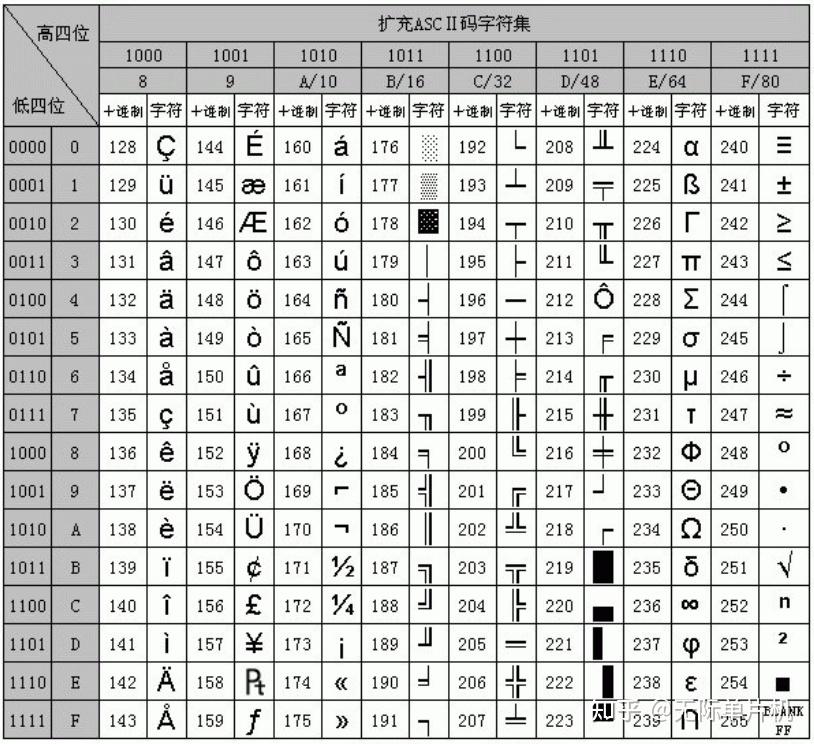 高四位
低四位
扩充ASCⅡ码字符集
1000 1001 1010 1011 1100 1101 1110 1111
8 9 A/10 B/16 C/32 D/48 E/64 F/80
十进制 字符 十进制 字符 十进制 字符 十进制 字符 十进制 字符 十进制 字符 十进制 字符 十进制 字符
0000 0 128 Ç 144 É 160 á 176 ░ 192 └ 208 ╨ 224 α 240 ≡
0001 1 129 ü 145 æ 161 í 177 ▒ 193 ┴ 209 ╤ 225 ß 241 ±
0010 2 130 é 146 Æ 162 ó 178 ▓ 194 ┬ 210 ╥ 226 Γ 242 ≥
0011 3 131 â 147 ô 163 ú 179 │ 195 ├ 211 ╙ 227 π 243 ≤
0100 4 132 ä 148 ö 164 ñ 180 ┤ 196 ─ 212 Ô 228 Σ 244 ⌠
0101 5 133 à 149 ò 165 Ñ 181 ╡ 197 ┼ 213 ╒ 229 σ 245 ⌡
0110 6 134 å 150 û 166 ª 182 ╢ 198 ╞ 214 ╓ 230 µ 246 ÷
0111 7 135 ç 151 ù 167 º 183 ╖ 199 ╟ 215 ╫ 231 τ 247 ≈
1000 8 136 ê 152 ÿ 168 ¿ 184 ╕ 200 ╚ 216 ╪ 232 Φ 248 °
1001 9 137 ë 153 Ö 169 ⌐ 185 ╣ 201 ╔ 217 ┘ 233 Θ 249 •
1010 A 138 è 154 Ü 170 ¬ 186 ║ 202 ╩ 218 ┌ 234 Ω 250 ·
1011 B 139 ï 155 ¢ 171 ½ 187 ╗ 203 ╦ 219 █ 235 δ 251 √
1100 C 140 î 156 £ 172 ¼ 188 ╝ 204 ╠ 220 ▄ 236 ∞ 252 ⁿ
1101 D 141 ì 157 ¥ 173 ¡ 189 ╜ 205 ═ 221 ▌ 237 φ 253 ²
1110 E 142 Ä 158 ₧ 174 « 190 ╛ 206 ╬ 222 ▐ 238 ε 254 ■
1111 F 143 Å 159 ƒ 175 » 191 ┐ 207 ╧ 223 ▀ 239 ∩ 255 BLANK FF
知乎 @无际单片机